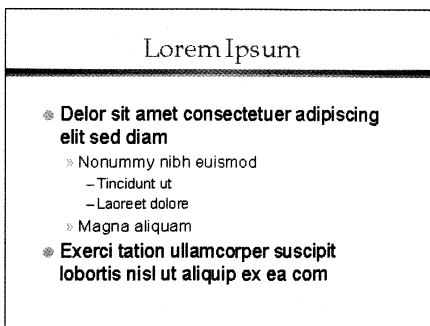 Lorem Ipsum
Delor sit amet consectetuer adipiscing
elit sed diam
» Nonummy nibh euismod
– Tincidunt ut
– Laoreet dolore
» Magna aliquam
Exerci tation ullamcorper suscipit
lobortis nisl ut aliquip ex ea com